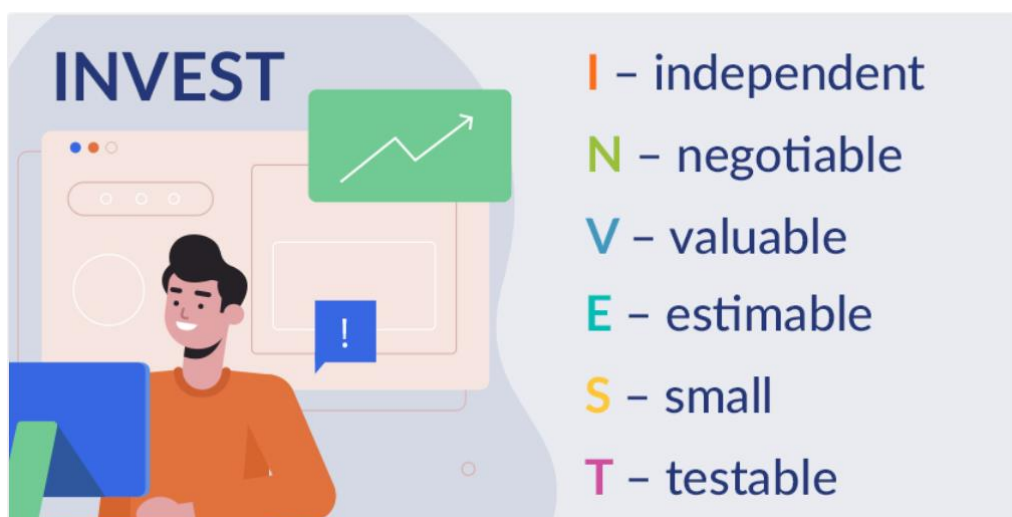 INVEST
!
I – independent
N – negotiable
V – valuable
E – estimable
S – small
T – testable